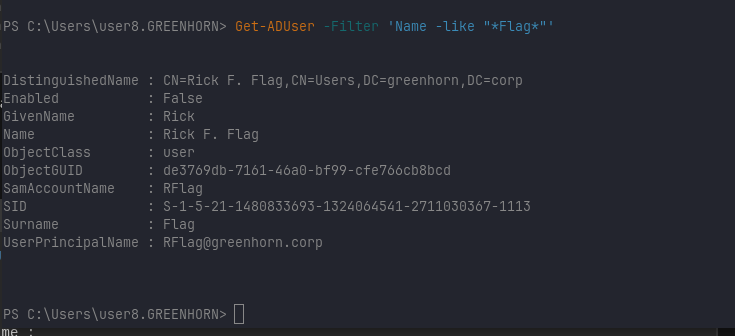 PS C:\Users\user8.GREENHORN> Get-ADUser -Filter 'Name -like "*Flag*"'
DistinguishedName : CN=Rick F. Flag,CN=Users,DC=greenhorn,DC=corp
Enabled           : False
GivenName         : Rick
Name              : Rick F. Flag
ObjectClass       : user
ObjectGUID        : de3769db-7161-46a0-bf99-cfe766cb8bcd
SamAccountName    : RFlag
SID               : S-1-5-21-1480833693-1324064541-2711030367-1113
Surname           : Flag
UserPrincipalName : RFlag@greenhorn.corp
PS C:\Users\user8.GREENHORN>
me :